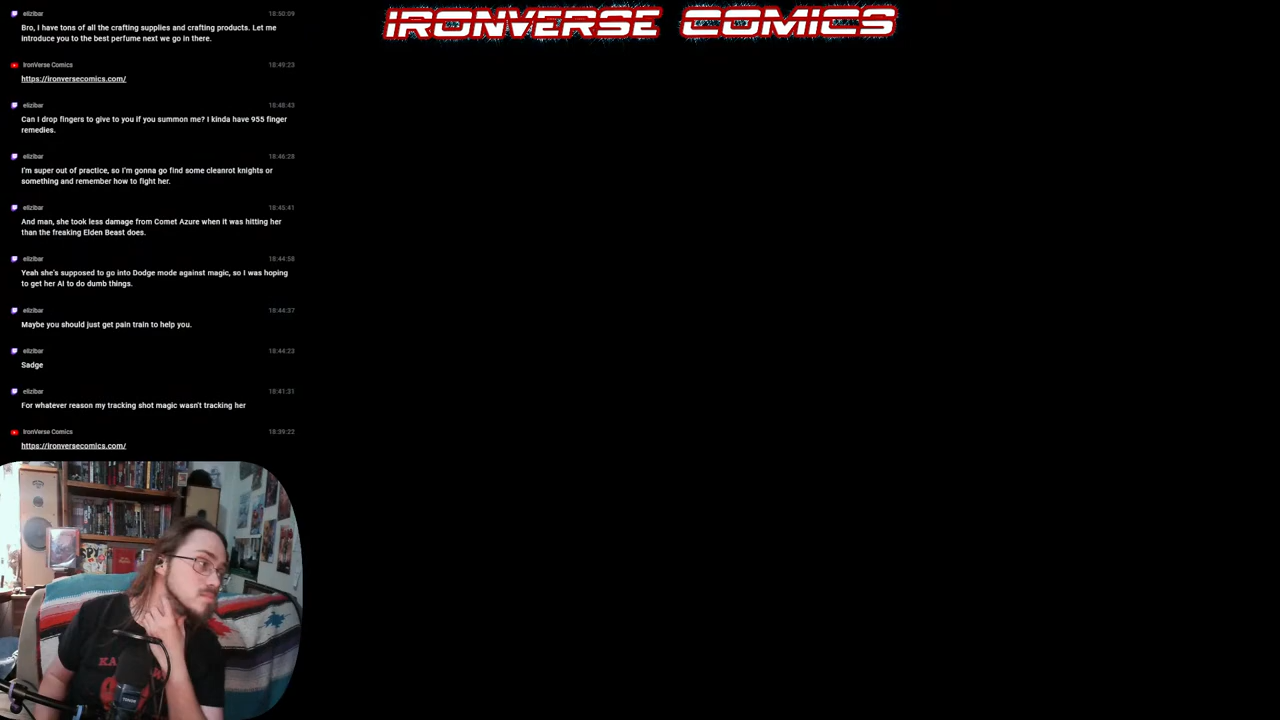 IRONVERSE COMICS
elizibar 18:50:09
Bro, I have tons of all the crafting supplies and crafting products. Let me
introduce you to the best perfume next we go in there.
IronVerse Comics 18:49:23
https://ironversecomics.com/
elizibar 18:48:43
Can I drop fingers to give to you if you summon me? I kinda have 955 finger
remedies.
elizibar 18:46:28
I'm super out of practice, so I'm gonna go find some cleanrot knights or
something and remember how to fight her.
elizibar 18:45:41
And man, she took less damage from Comet Azure when it was hitting her
than the freaking Elden Beast does.
elizibar 18:44:58
Yeah she's supposed to go into Dodge mode against magic, so I was hoping
to get her AI to do dumb things.
elizibar 18:44:37
Maybe you should just get pain train to help you.
elizibar 18:44:23
Sadge
elizibar 18:41:31
For whatever reason my tracking shot magic wasn't tracking her
IronVerse Comics 18:39:22
https://ironversecomics.com/
SPY